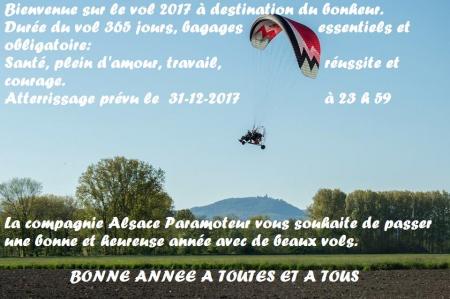 Bienvenue sur le vol 2017 à destination du bonheur.
Durée du vol 365 jours, bagages essentiels et
obligatoire:
Santé, plein d'amour, travail, réussite et
courage.
Atterrissage prévu le 31-12-2017 à 23 h 59
La compagnie Alsace Paramoteur vous souhaite de passer
une bonne et heureuse année avec de beaux vols.
BONNE ANNEE A TOUTES ET A TOUS